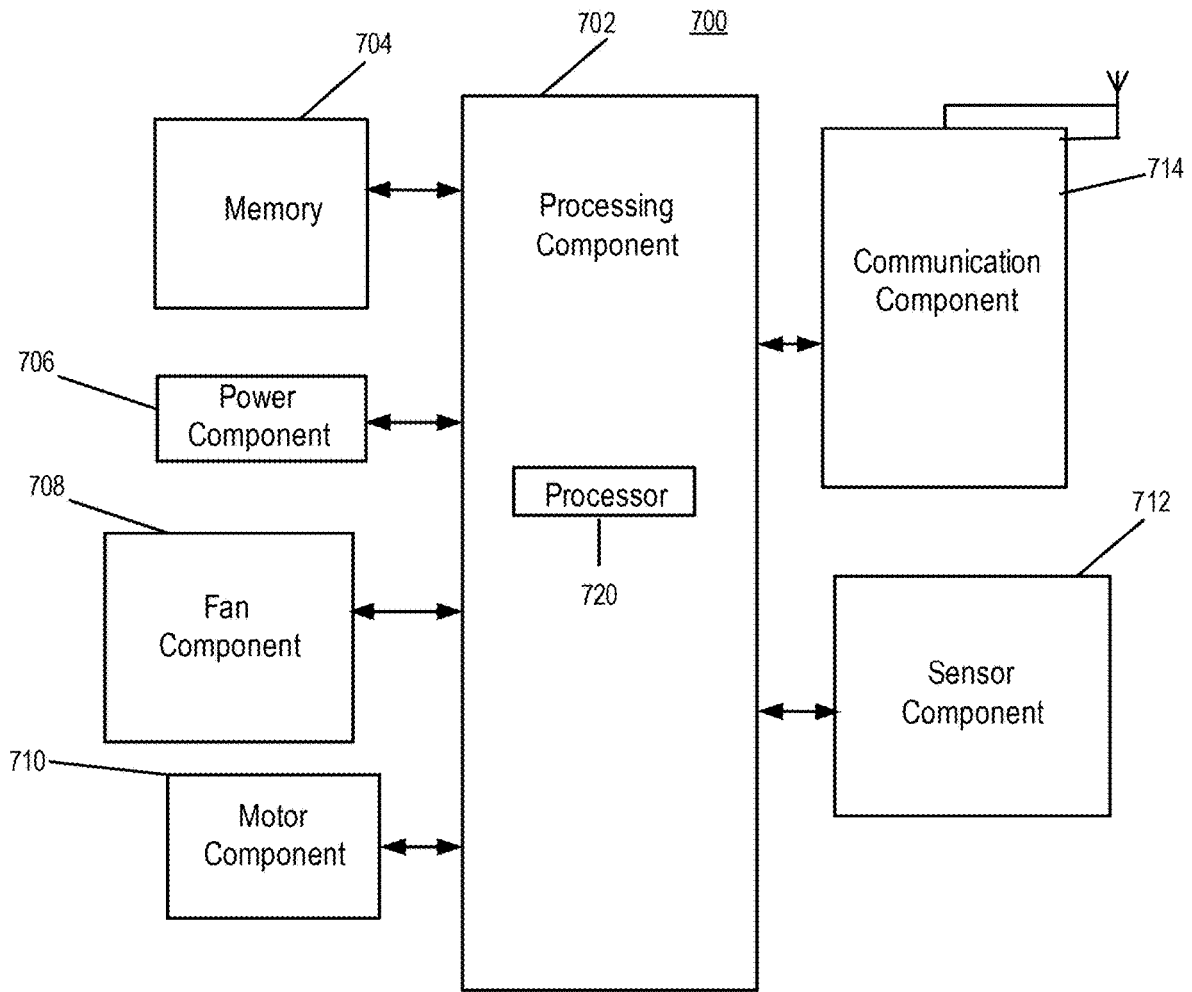 700
702
704
Memory
Processing
Component
714
Communication
Component
706
Power
Component
708
Processor
720
712
Fan
Component
Sensor
Component
710
Motor
Component